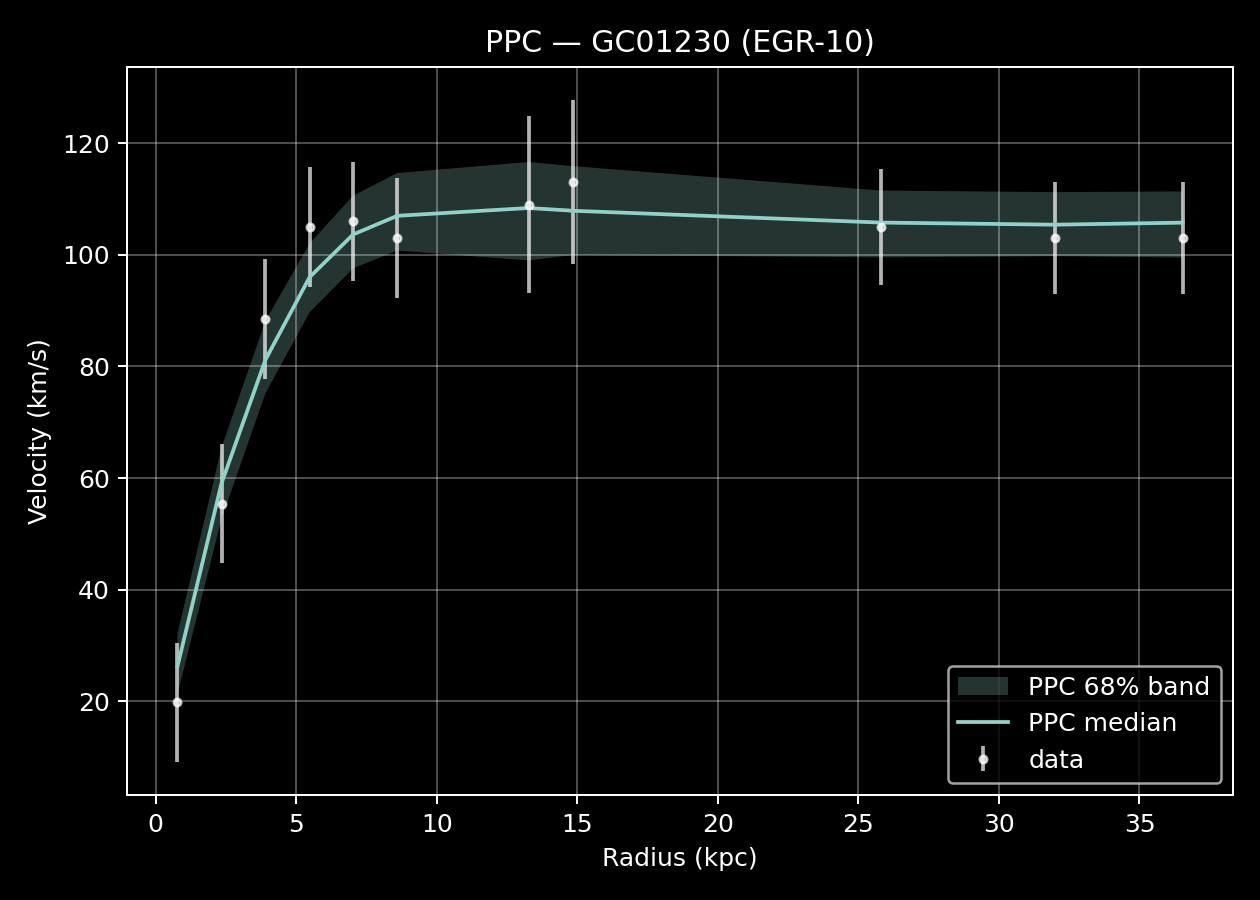 PPC — GC01230 (EGR-10)
Velocity (km/s)
120
100
80
60
40
20
0 5 10 15 20 25 30 35
Radius (kpc)
PPC 68% band
PPC median
data